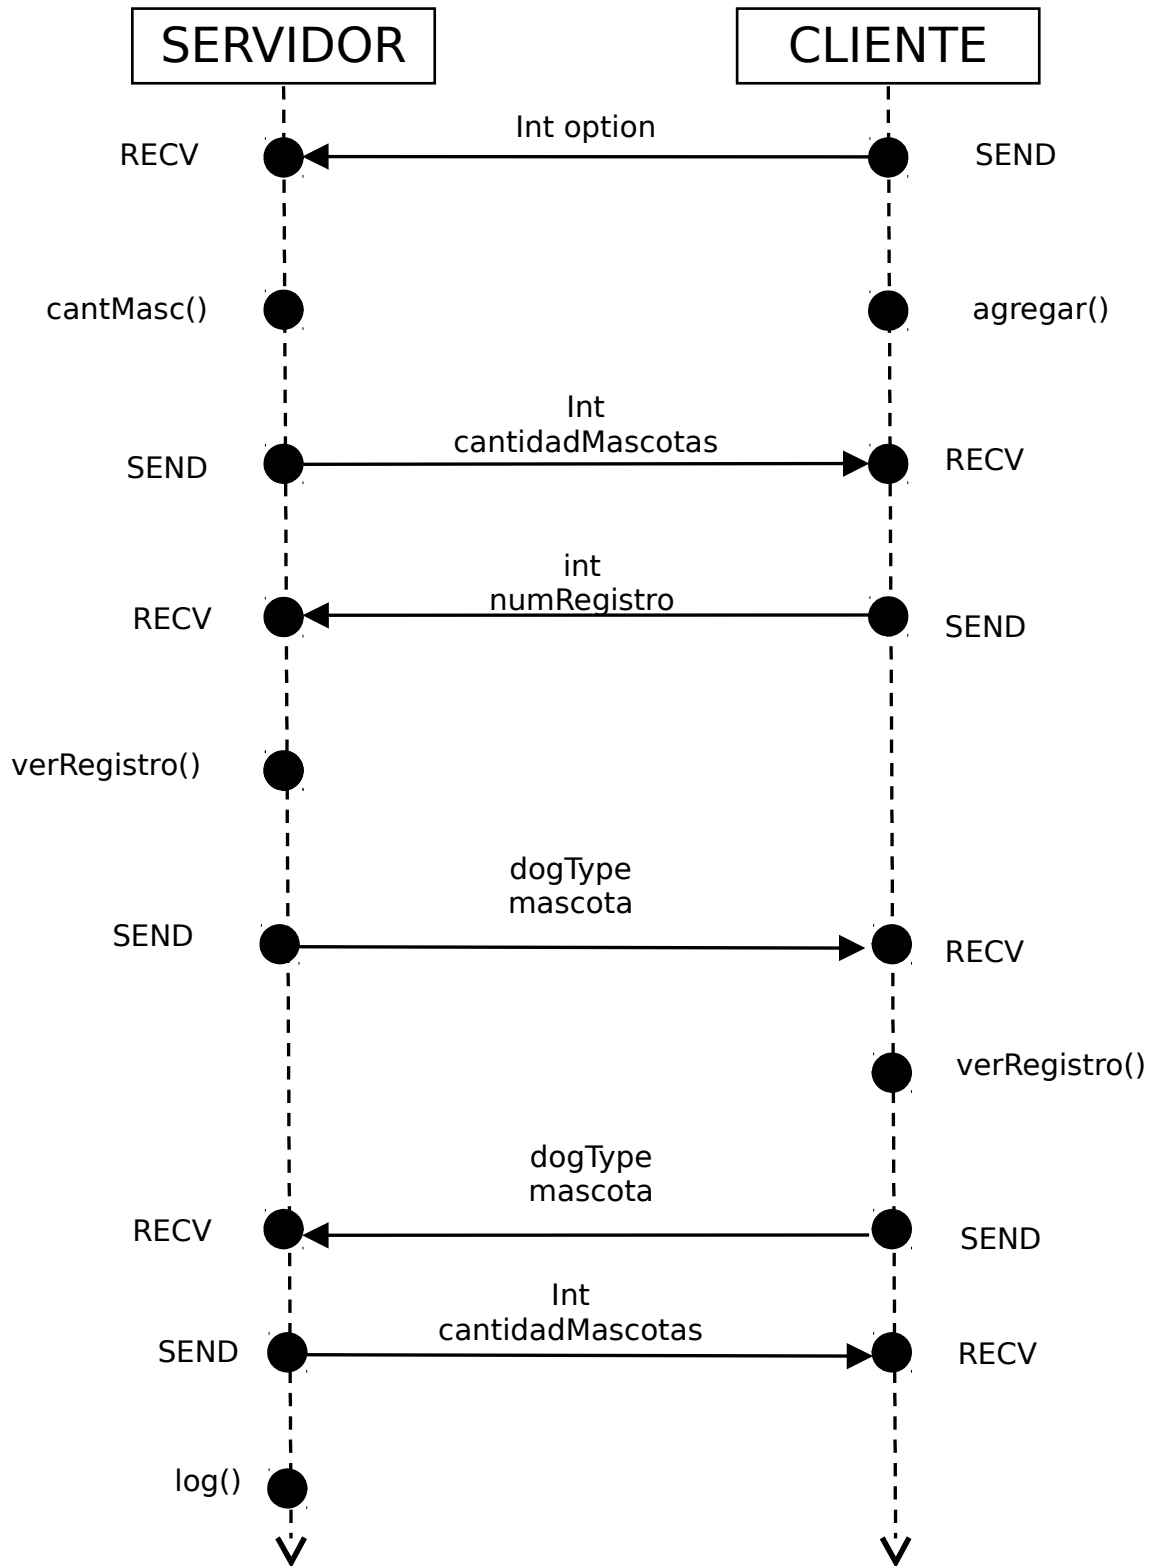 SERVIDOR
CLIENTE
Int option
RECV
SEND
cantMasc()
agregar()
Int
cantidadMascotas
SEND
RECV
int
numRegistro
RECV
SEND
verRegistro()
dogType
mascota
SEND
RECV
verRegistro()
dogType
mascota
RECV
SEND
Int
cantidadMascotas
SEND
RECV
log()